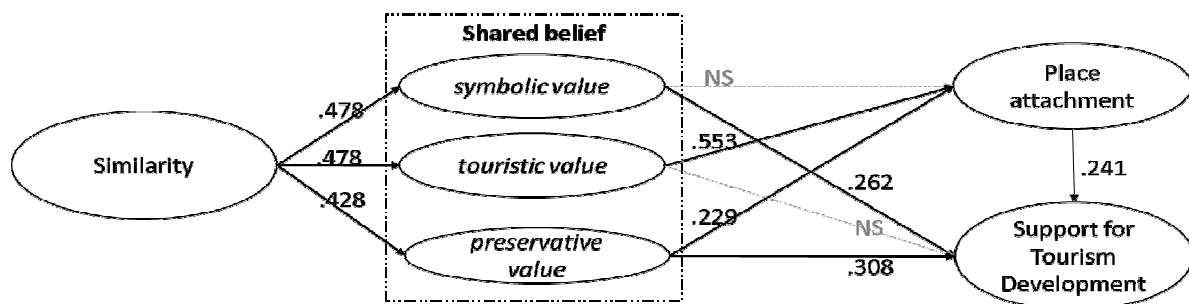 Shared belief
symbolic value
NS
Place
attachment
.478
.553
Similarity
.478
touristic value
.241
.262
.428
.229
NS
preservative
value
.308
Support for
Tourism
Development